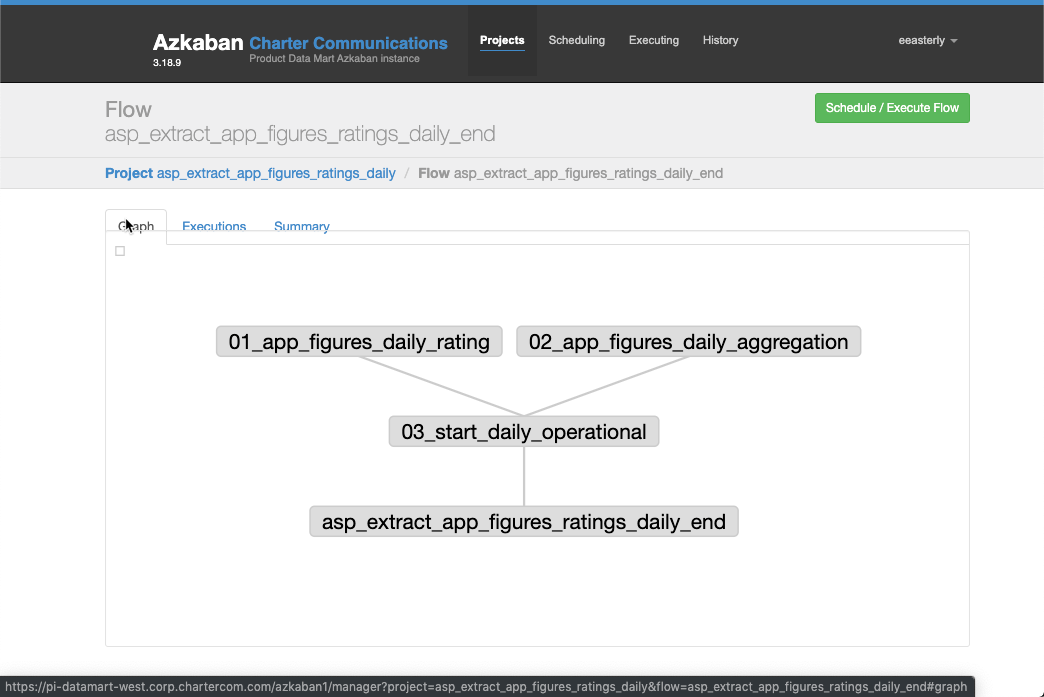 Azkaban Charter Communications
3.18.9 Product Data Mart Azkaban instance
Projects Scheduling Executing History
eeasterly
Flow
asp_extract_app_figures_ratings_daily_end
Schedule / Execute Flow
Project asp_extract_app_figures_ratings_daily / Flow asp_extract_app_figures_ratings_daily_end
Graph Executions Summary
01_app_figures_daily_rating 02_app_figures_daily_aggregation
03_start_daily_operational
asp_extract_app_figures_ratings_daily_end
https://pi-datamart-west.corp.chartercom.com/azkaban1/manager?project=asp_extract_app_figures_ratings_daily&flow=asp_extract_app_figures_ratings_daily_end#graph